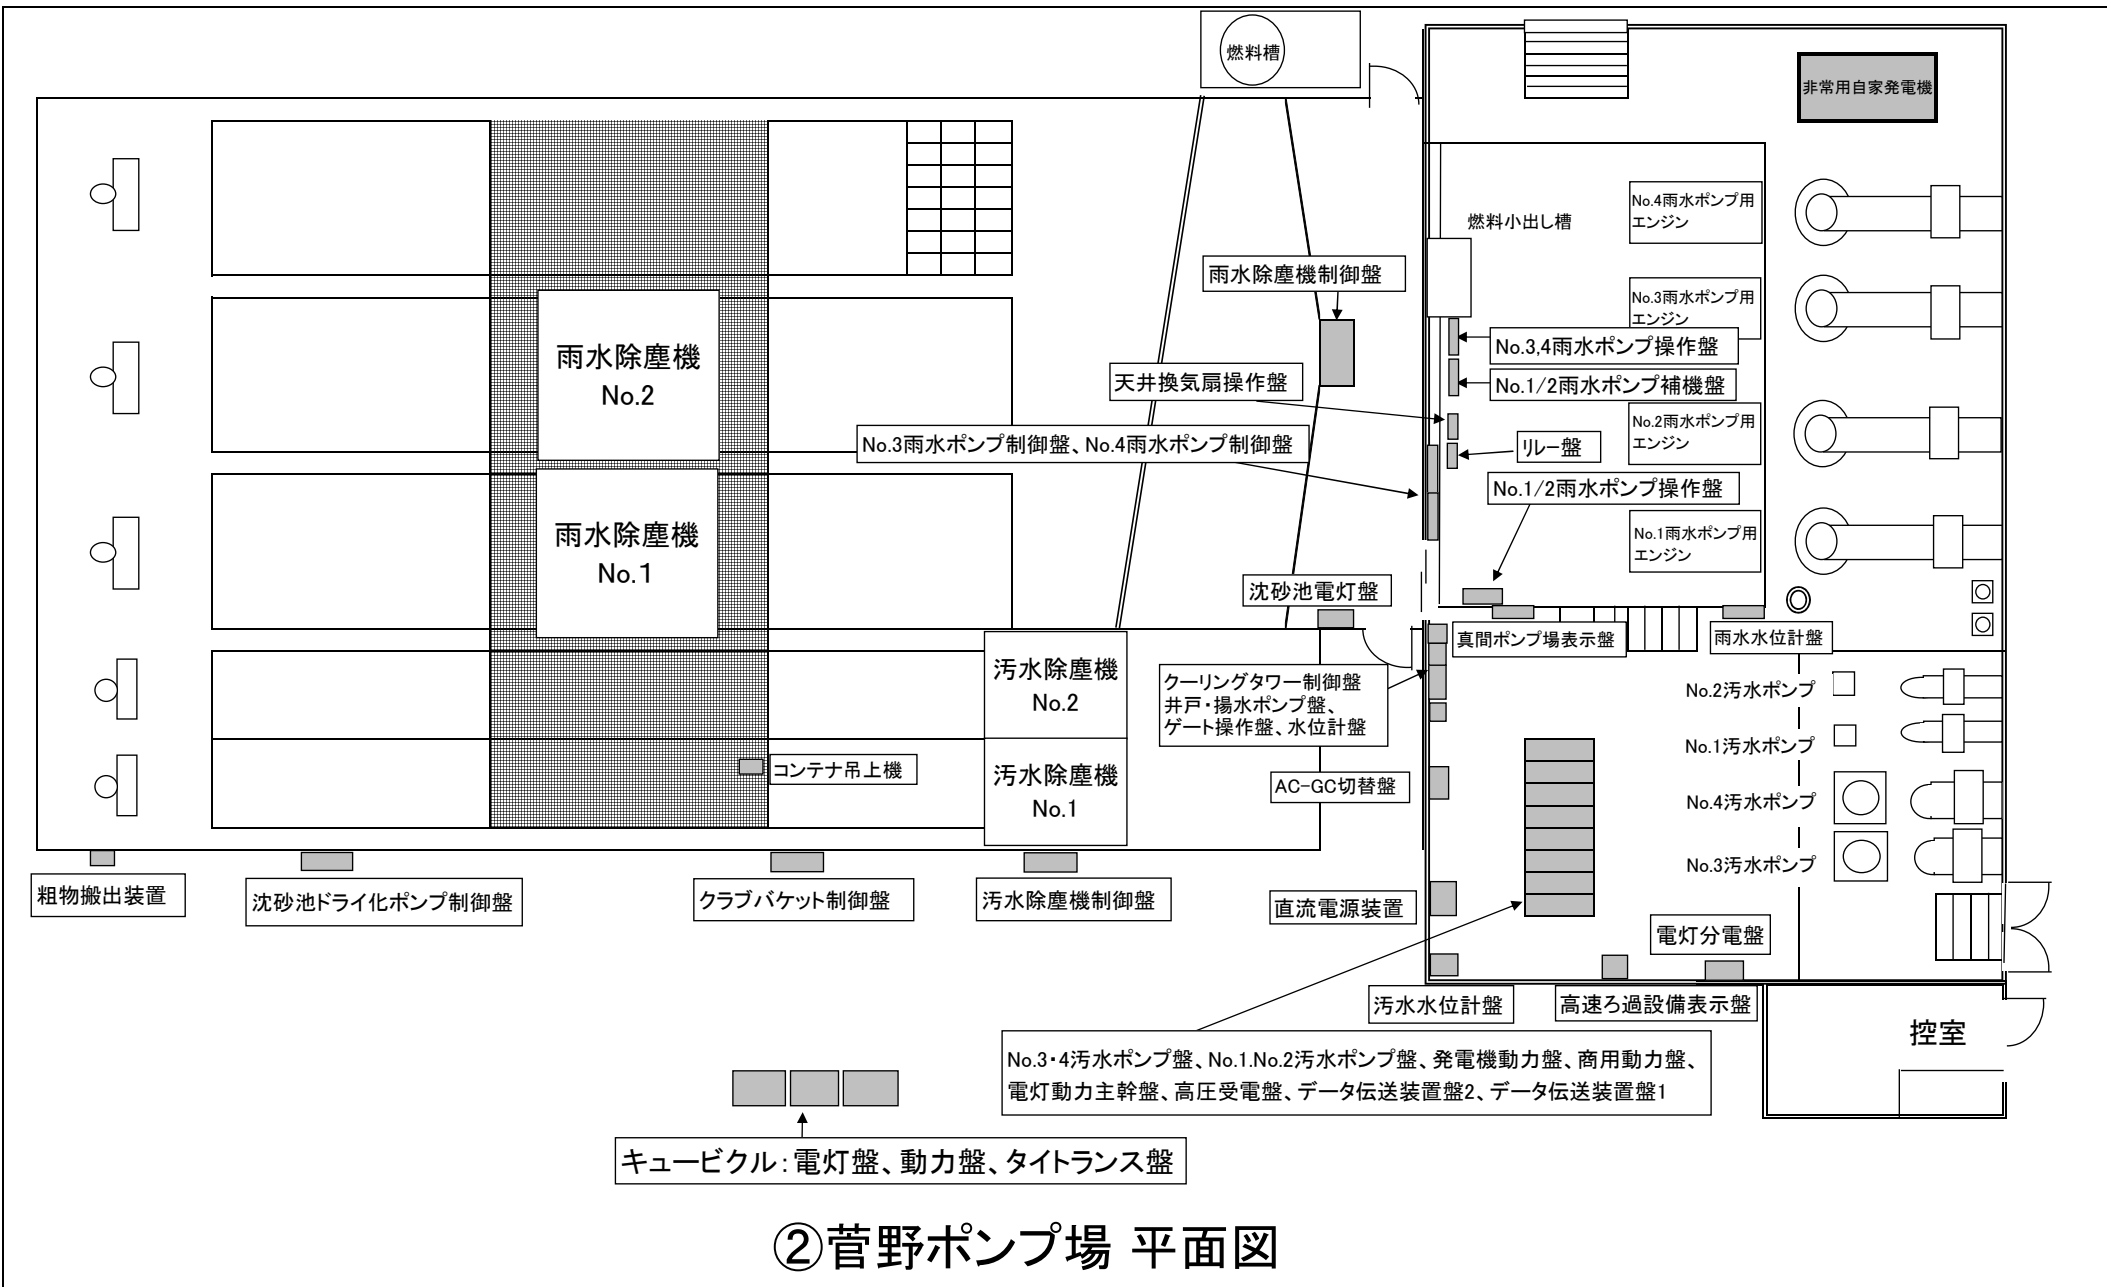 燃料槽
非常用自家発電機
No.4雨水ポンプ用
エンジン
燃料小出し槽
雨水除塵機制御盤
No.3雨水ポンプ用
エンジン
No.3,4雨水ポンプ操作盤
雨水除塵機
No.2
天井換気扇操作盤
No.1/2雨水ポンプ補機盤
No.2雨水ポンプ用
エンジン
No.3雨水ポンプ制御盤、No.4雨水ポンプ制御盤
リレー盤
No.1/2雨水ポンプ操作盤
雨水除塵機
No.1
No.1雨水ポンプ用
エンジン
沈砂池電灯盤
真間ポンプ場表示盤
雨水水位計盤
汚水除塵機
No.2
クーリングタワー制御盤
井戸・揚水ポンプ盤、
ゲート操作盤、水位計盤
No.2汚水ポンプ
No.1汚水ポンプ
コンテナ吊上機
汚水除塵機
No.1
AC-GC切替盤
No.4汚水ポンプ
No.3汚水ポンプ
粗物搬出装置
沈砂池ドライ化ポンプ制御盤
クラブバケット制御盤
汚水除塵機制御盤
直流電源装置
電灯分電盤
汚水水位計盤
高速ろ過設備表示盤
控室
No.3・4汚水ポンプ盤、No.1.No.2汚水ポンプ盤、発電機動力盤、商用動力盤、
電灯動力主幹盤、高圧受電盤、データ伝送装置盤2、データ伝送装置盤1
キュービクル：電灯盤、動力盤、タイトランス盤
②菅野ポンプ場 平面図